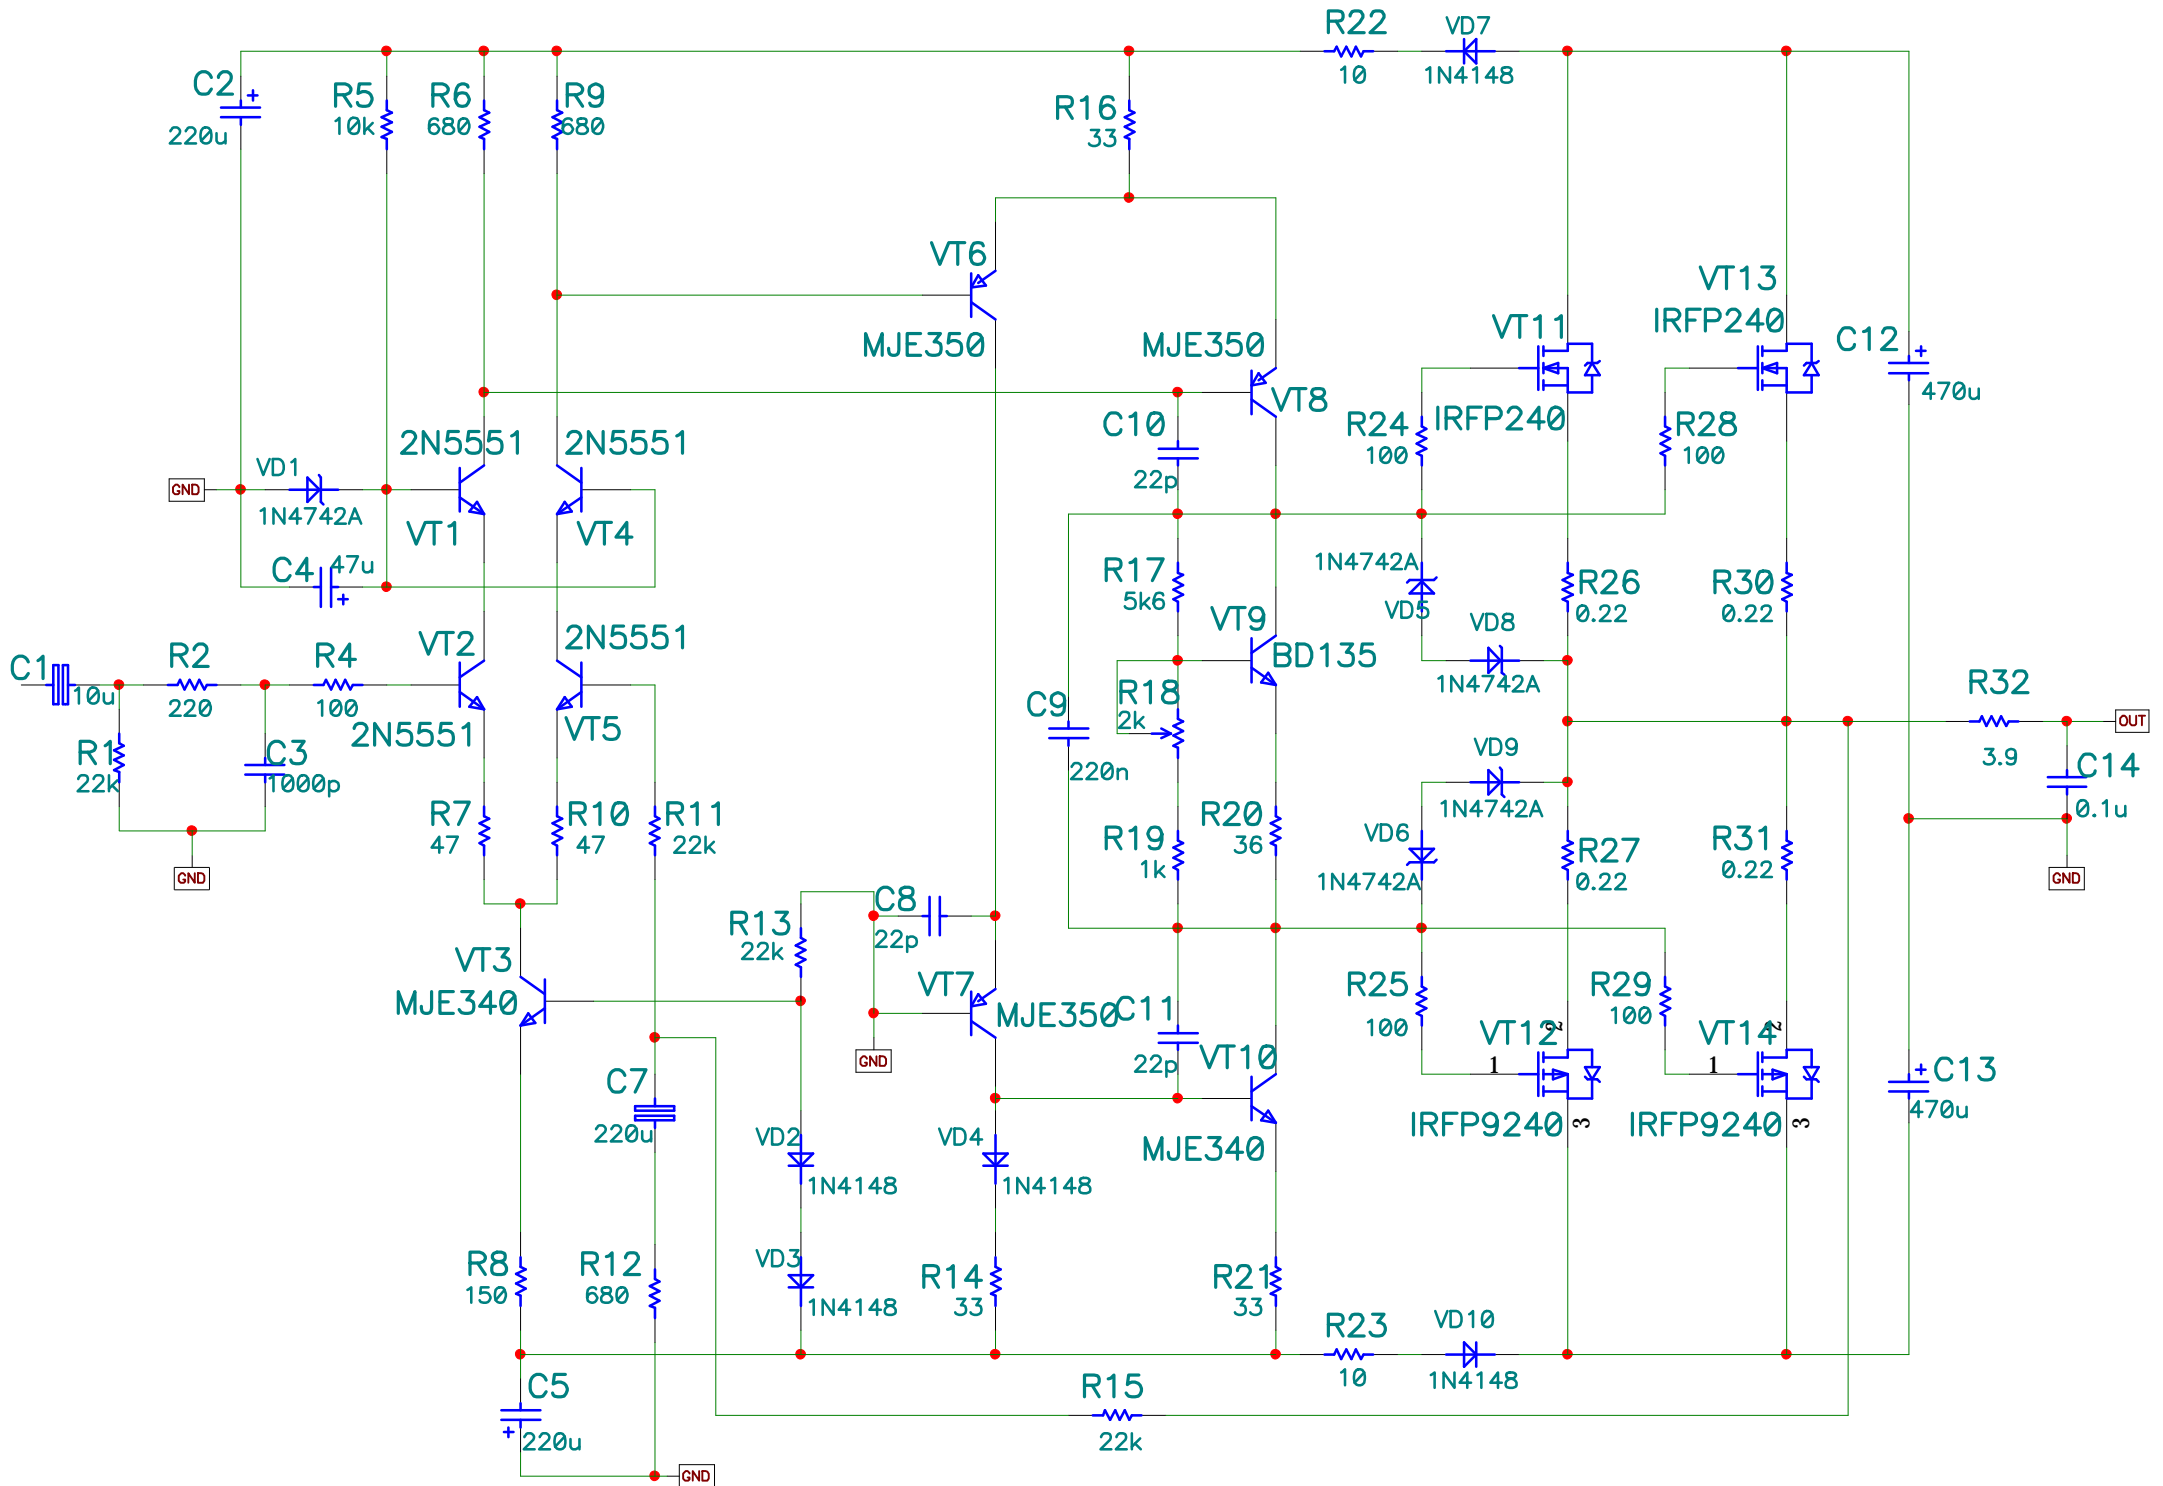 R22
VD7
10
1N4148
C2
220u
R5
10k
R6
680
R9
680
R16
33
VT6
MJE350
MJE350
VT8
VT13
IRFP240
VT11
IRFP240
C12
470u
C10
22p
R24
100
R28
100
2N5551
2N5551
VD1
GND
1N4742A
VT1
VT4
C4
47u
R17
5k6
1N4742A
VD5
R26
0.22
R30
0.22
VT9
BD135
VD8
1N4742A
C1
10u
R2
220
R4
100
VT2
2N5551
2N5551
VT5
R18
2k
C9
220n
R32
3.9
OUT
R1
22k
C3
1000p
GND
VD9
1N4742A
C14
0.1u
R7
47
R10
47
R11
22k
R19
1k
R20
36
VD6
1N4742A
R27
0.22
R31
0.22
GND
R13
22k
C8
22p
VT3
MJE340
VT7
MJE350
GND
C11
22p
R25
100
R29
100
VT12
2
1
3
IRFP9240
VT14
2
1
3
IRFP9240
C13
470u
VT10
MJE340
C7
220u
VD2
1N4148
VD4
1N4148
R8
150
R12
680
VD3
1N4148
R14
33
R21
33
R23
10
VD10
1N4148
C5
220u
R15
22k
GND